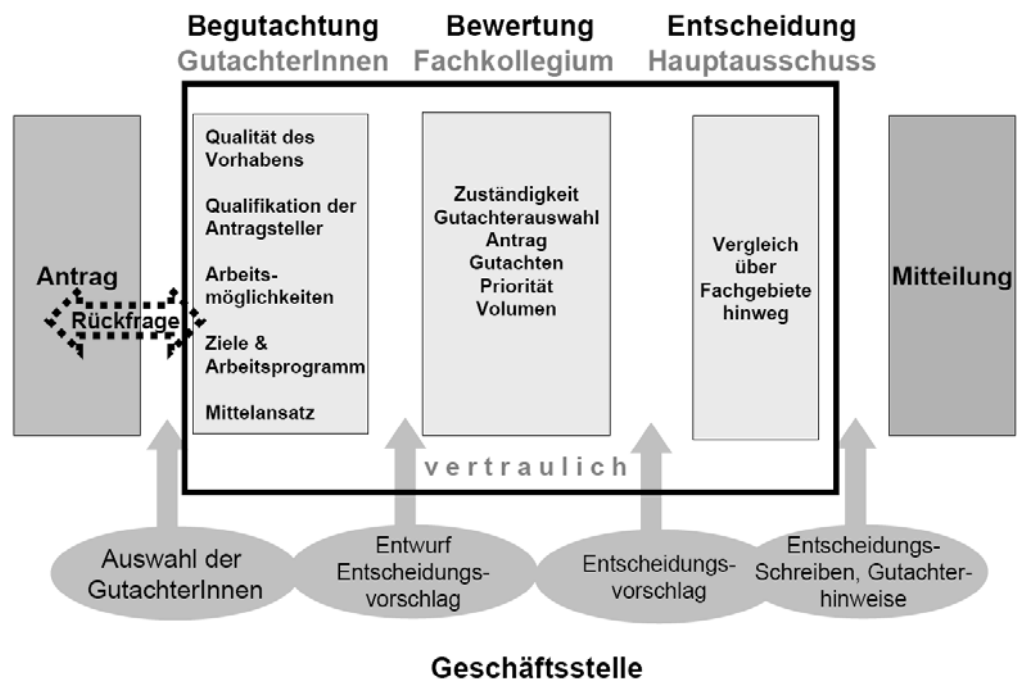 Begutachtung
GutachterInnen
Bewertung
Fachkollegium
Entscheidung
Hauptausschuss
Antrag
Rückfrage
Qualität des
Vorhabens
Qualifikation der
Antragsteller
Arbeits-
möglichkeiten
Ziele &
Arbeitsprogramm
Mittelansatz
Zuständigkeit
Gutachterauswahl
Antrag
Gutachten
Priorität
Volumen
Vergleich
über
Fachgebiete
hinweg
Mitteilung
vertraulich
Auswahl der
GutachterInnen
Entwurf
Entscheidungs-
vorschlag
Entscheidungs-
vorschlag
Entscheidungs-
Schreiben, Gutachter-
hinweise
Geschäftsstelle